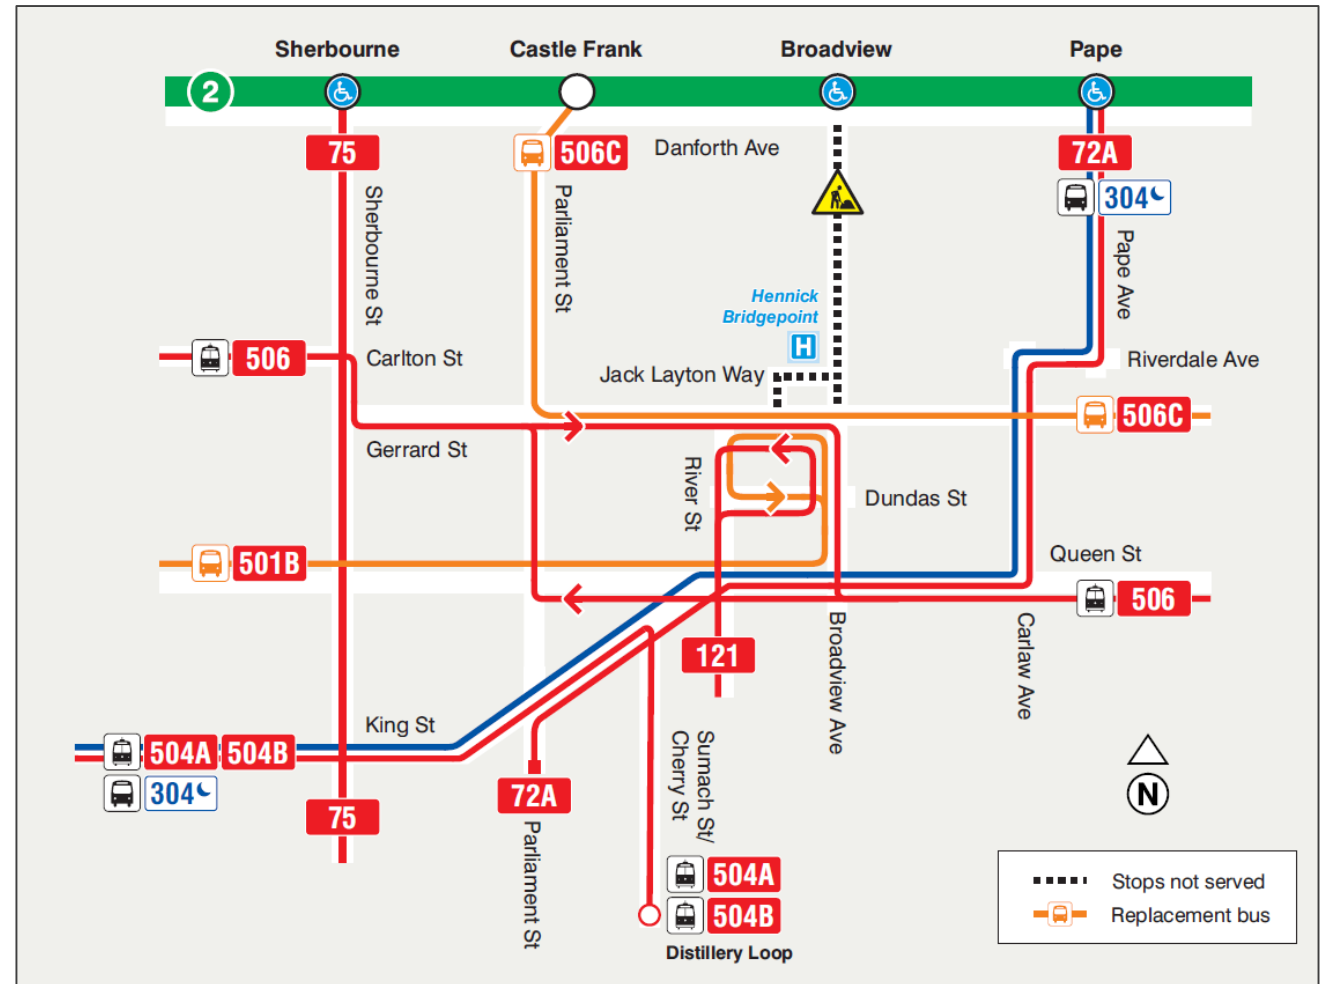 Sherbourne
Castle Frank
Broadview
Pape
2
75
506C
Danforth Ave
72A
304
Sherbourne St
Parliament St
Pape Ave
Hennick
Bridgepoint
H
506
Carlton St
Jack Layton Way
Riverdale Ave
506C
Gerrard St
River St
Dundas St
501B
Queen St
506
121
Broadview Ave
Carlaw Ave
King St
504A 504B
304
75
72A
Parliament St
Sumach St/
Cherry St
504A
504B
Distillery Loop
N
Stops not served
Replacement bus